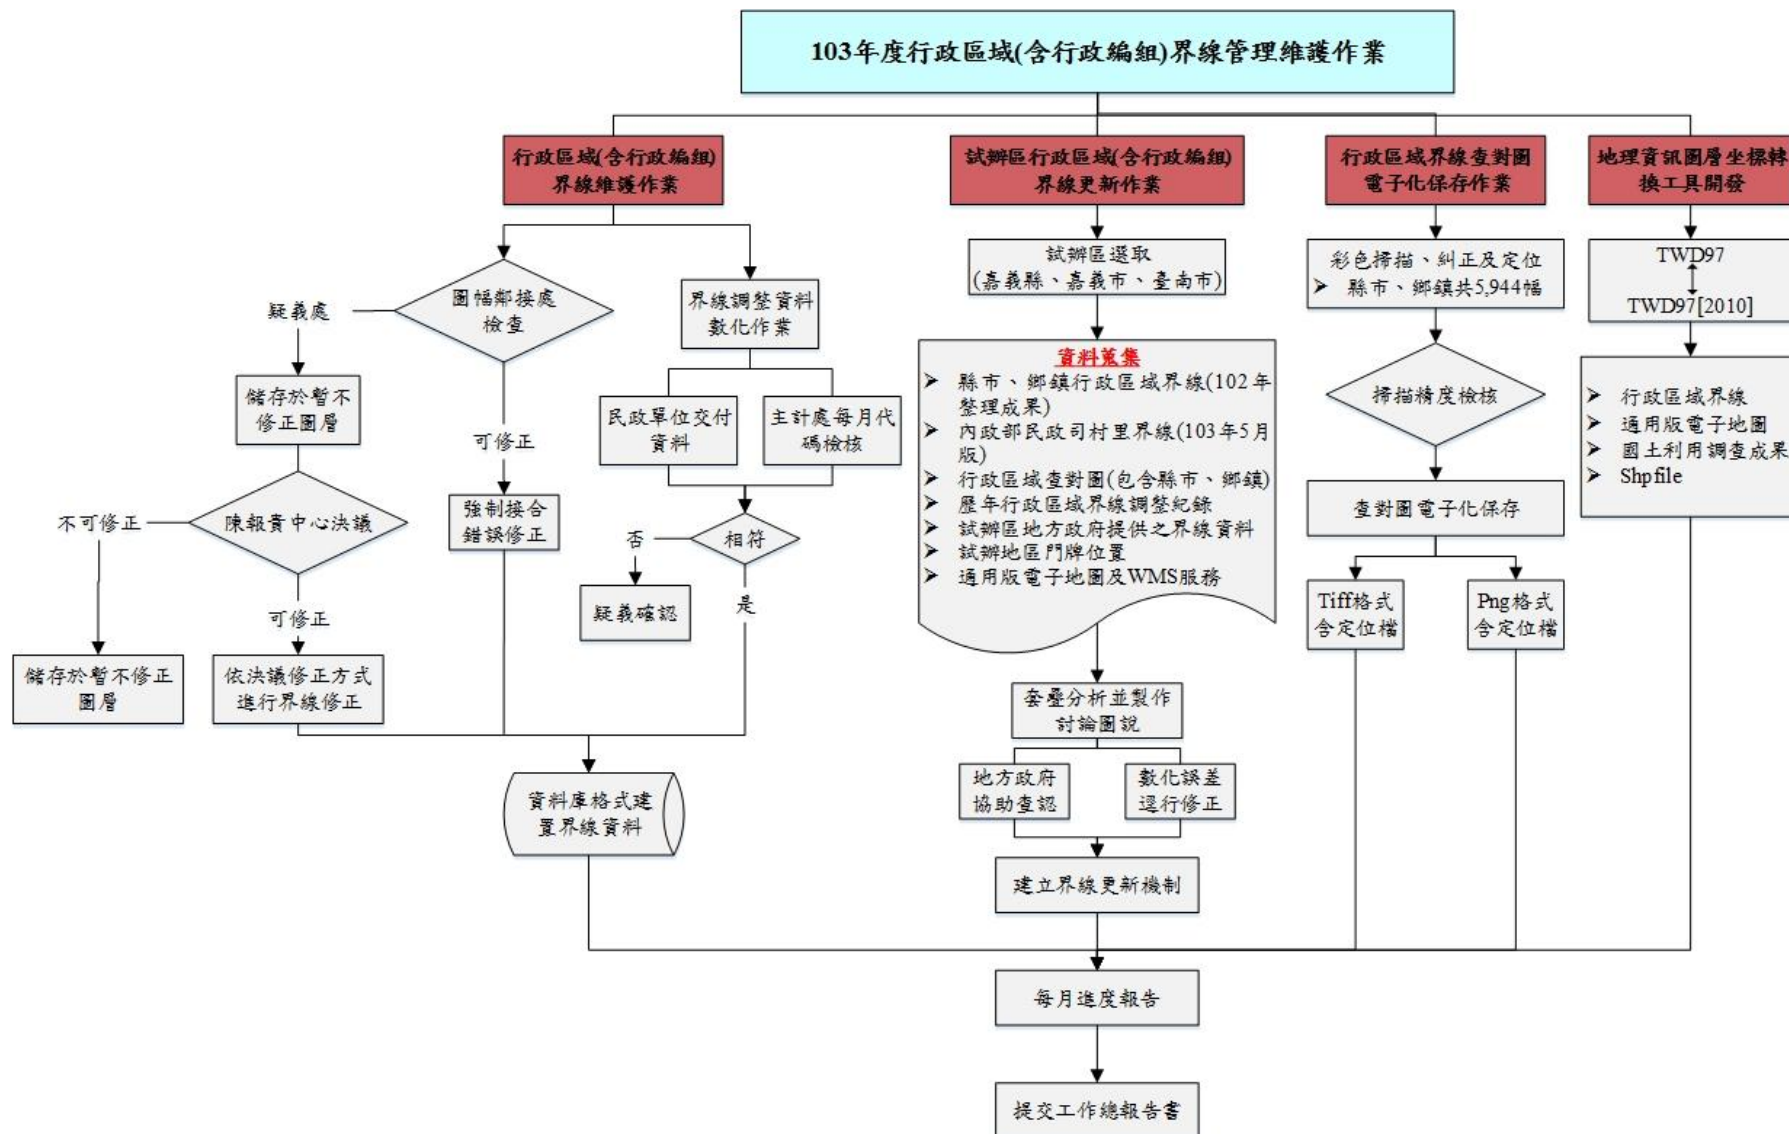 103年度行政區域(含行政編組)界線管理維護作業
行政區域(含行政編組)
界線維護作業
試辦區行政區域(含行政編組)
界線更新作業
行政區域界線查對圖
電子化保存作業
地理資訊圖層坐標轉
換工具開發
圖幅鄰接處
檢查
疑義處
儲存於暫不
修正圖層
可修正
不可修正
陳報貴中心決議
強制接合
錯誤修正
可修正
儲存於暫不修正
圖層
依決議修正方式
進行界線修正
界線調整資料
數化作業
民政單位交付
資料
主計處每月代
碼檢核
相符
否
是
疑義確認
資料庫格式建
置界線資料
試辦區選取
(嘉義縣、嘉義市、臺南市)
資料蒐集
➤ 縣市、鄉鎮行政區域界線(102年
整理成果)
➤ 內政部民政司村里界線(103年5月
版)
➤ 行政區域查對圖(包含縣市、鄉鎮)
➤ 歷年行政區域界線調整紀錄
➤ 試辦區地方政府提供之界線資料
➤ 試辦地區門牌位置
➤ 通用版電子地圖及WMS服務
套疊分析並製作
討論圖說
地方政府
協助查認
數化誤差
逕行修正
建立界線更新機制
彩色掃描、糾正及定位
➤ 縣市、鄉鎮共5,944幅
掃描精度檢核
查對圖電子化保存
Tiff格式
含定位檔
Png格式
含定位檔
TWD97
TWD97[2010]
➤ 行政區域界線
➤ 通用版電子地圖
➤ 國土利用調查成果
➤ Shpfile
每月進度報告
提交工作總報告書